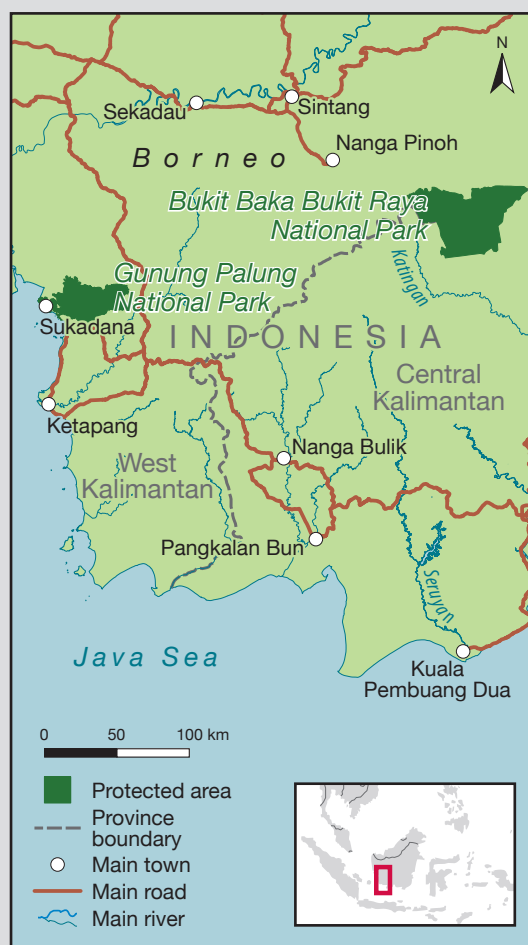 N
Sekadau
Sintang
Borneo
Nanga Pinoh
Bukit Baka Bukit Raya
National Park
Katingan
Gunung Palung
National Park
Sukadana
INDONESIA
Central
Kalimantan
Ketapang
Nanga Bulik
West
Kalimantan
Pangkalan Bun
Seruyan
Java Sea
Kuala
Pembuang Dua
0 50 100 km
Protected area
Province
boundary
Main town
Main road
Main river